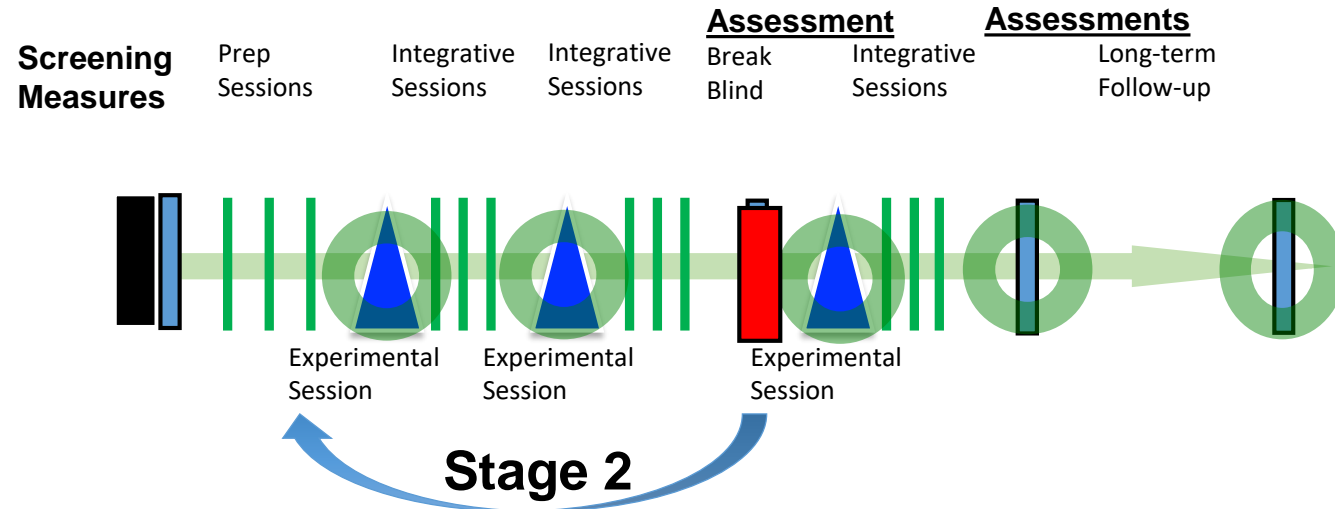 Screening
Measures
Prep
Sessions
Integrative
Sessions
Integrative
Sessions
Assessment
Break
Blind
Integrative
Sessions
Assessments
Long-term
Follow-up
Experimental
Session
Experimental
Session
Experimental
Session
Stage 2